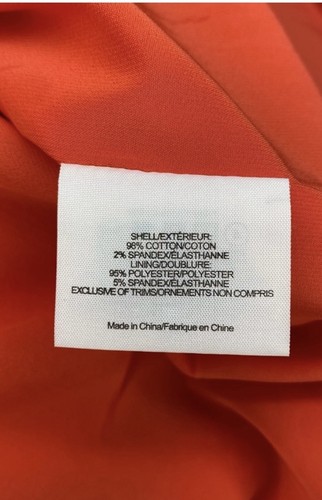 SHELL/EXTÉRIEUR:
98% COTTON/COTON
2% SPANDEX/ÉLASTHANNE
LINING/DOUBLURE:
95% POLYESTER/POLYESTER
5% SPANDEX/ÉLASTHANNE
EXCLUSIVE OF TRIMS/ORNEMENTS NON COMPRIS
Made in China/Fabrique en Chine